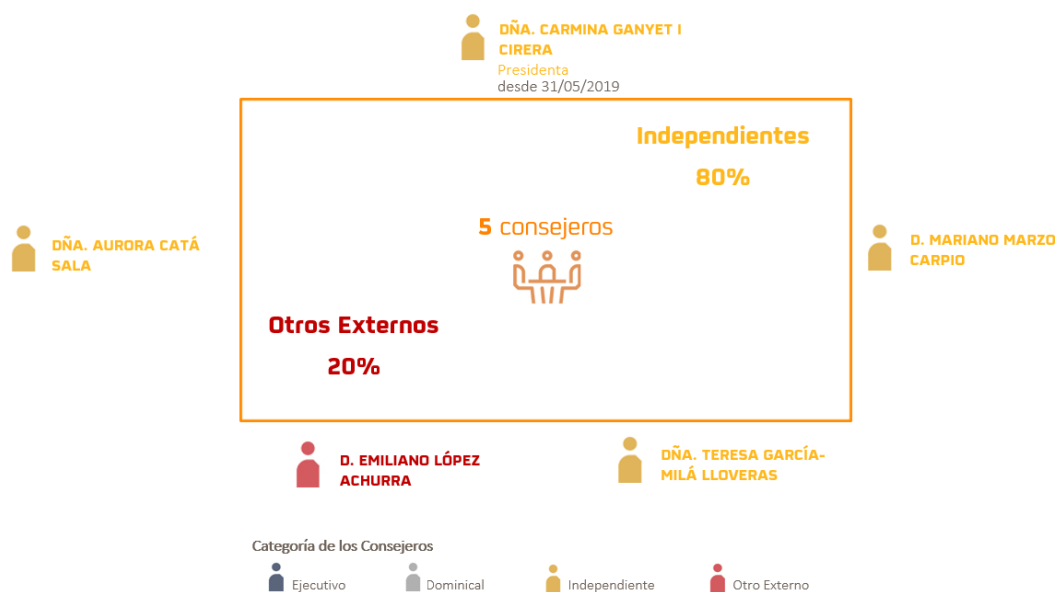 DÑA. CARMINA GANYET I
CIRERA
Presidenta
desde 31/05/2019
Independientes
80%
5 consejeros
DÑA. AURORA CATÁ
SALA
D. MARIANO MARZO
CARPIO
Otros Externos
20%
D. EMILIANO LÓPEZ
ACHURRA
DÑA. TERESA GARCÍA-
MILÁ LLOVERAS
Categoría de los Consejeros
Ejecutivo
Dominical
Independiente
Otro Externo